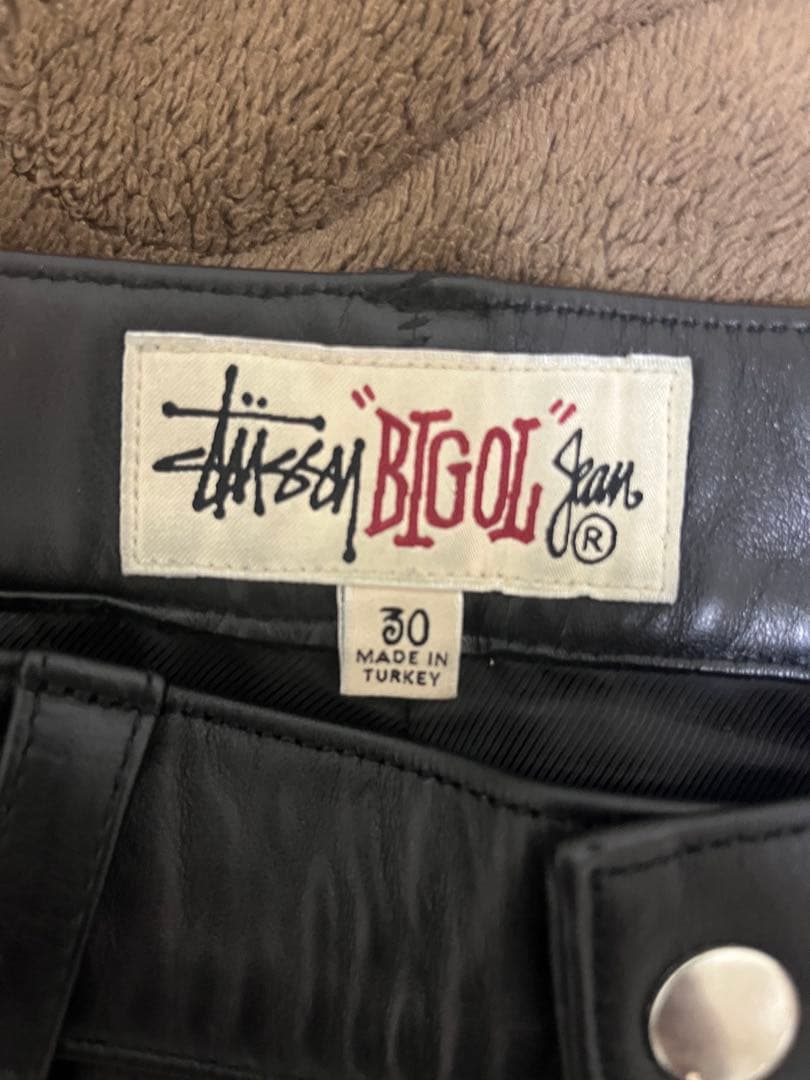 Stüssy "BIGOL" Jean ®
30
MADE IN
TURKEY